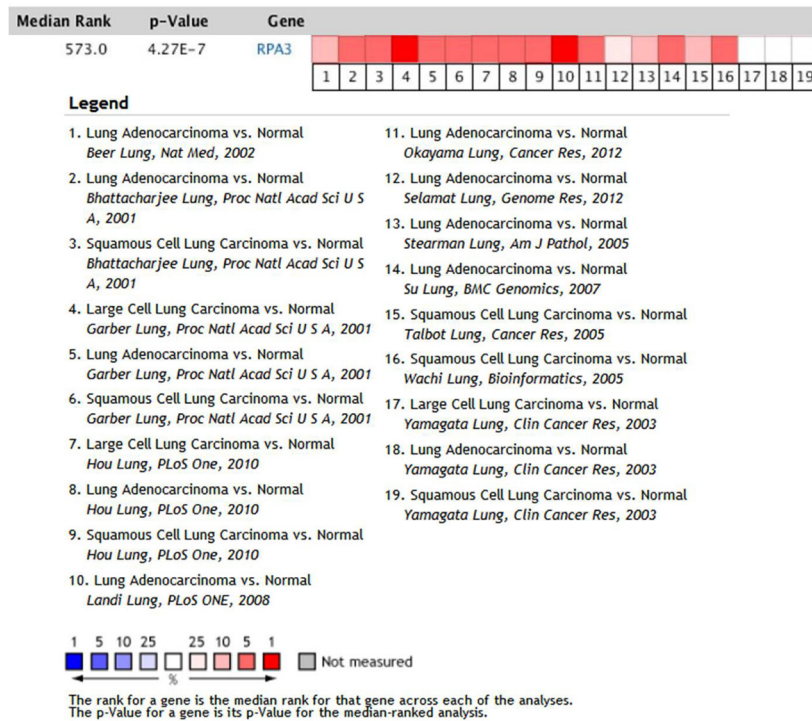 Median Rank p-Value Gene
573.0 4.27E-7 RPA3
1 2 3 4 5 6 7 8 9 10 11 12 13 14 15 16 17 18 19
Legend
1. Lung Adenocarcinoma vs. Normal
Beer Lung, Nat Med, 2002
2. Lung Adenocarcinoma vs. Normal
Bhattacharjee Lung, Proc Natl Acad Sci U S
A, 2001
3. Squamous Cell Lung Carcinoma vs. Normal
Bhattacharjee Lung, Proc Natl Acad Sci U S
A, 2001
4. Large Cell Lung Carcinoma vs. Normal
Garber Lung, Proc Natl Acad Sci U S A, 2001
5. Lung Adenocarcinoma vs. Normal
Garber Lung, Proc Natl Acad Sci U S A, 2001
6. Squamous Cell Lung Carcinoma vs. Normal
Garber Lung, Proc Natl Acad Sci U S A, 2001
7. Large Cell Lung Carcinoma vs. Normal
Hou Lung, PLoS One, 2010
8. Lung Adenocarcinoma vs. Normal
Hou Lung, PLoS One, 2010
9. Squamous Cell Lung Carcinoma vs. Normal
Hou Lung, PLoS One, 2010
10. Lung Adenocarcinoma vs. Normal
Landi Lung, PLoS ONE, 2008
11. Lung Adenocarcinoma vs. Normal
Okayama Lung, Cancer Res, 2012
12. Lung Adenocarcinoma vs. Normal
Selamat Lung, Genome Res, 2012
13. Lung Adenocarcinoma vs. Normal
Stearman Lung, Am J Pathol, 2005
14. Lung Adenocarcinoma vs. Normal
Su Lung, BMC Genomics, 2007
15. Squamous Cell Lung Carcinoma vs. Normal
Talbot Lung, Cancer Res, 2005
16. Squamous Cell Lung Carcinoma vs. Normal
Wachi Lung, Bioinformatics, 2005
17. Large Cell Lung Carcinoma vs. Normal
Yamagata Lung, Clin Cancer Res, 2003
18. Lung Adenocarcinoma vs. Normal
Yamagata Lung, Clin Cancer Res, 2003
19. Squamous Cell Lung Carcinoma vs. Normal
Yamagata Lung, Clin Cancer Res, 2003
1 5 10 25 25 10 5 1
Not measured
%
The rank for a gene is the median rank for that gene across each of the analyses.
The p-Value for a gene is its p-Value for the median-ranked analysis.